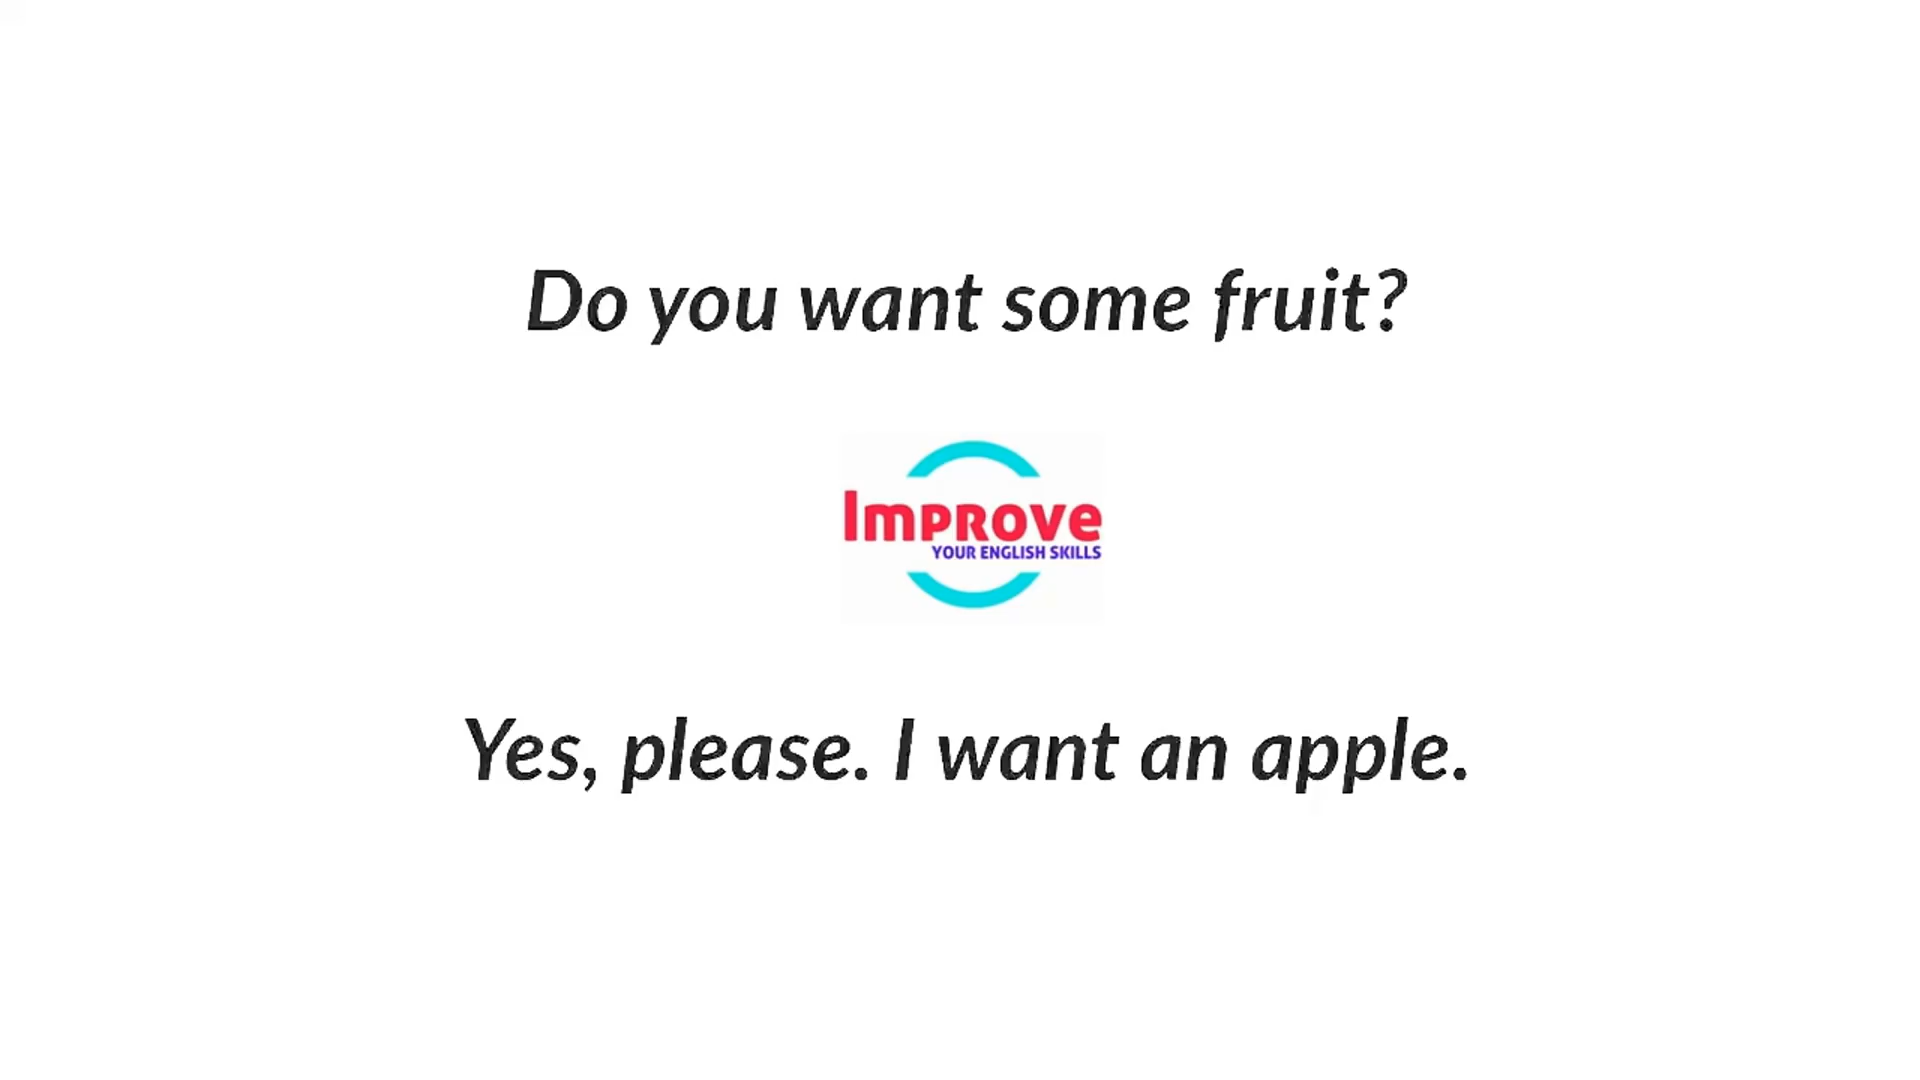 Do you want some fruit?
Improve
YOUR ENGLISH SKILLS
Yes, please. I want an apple.